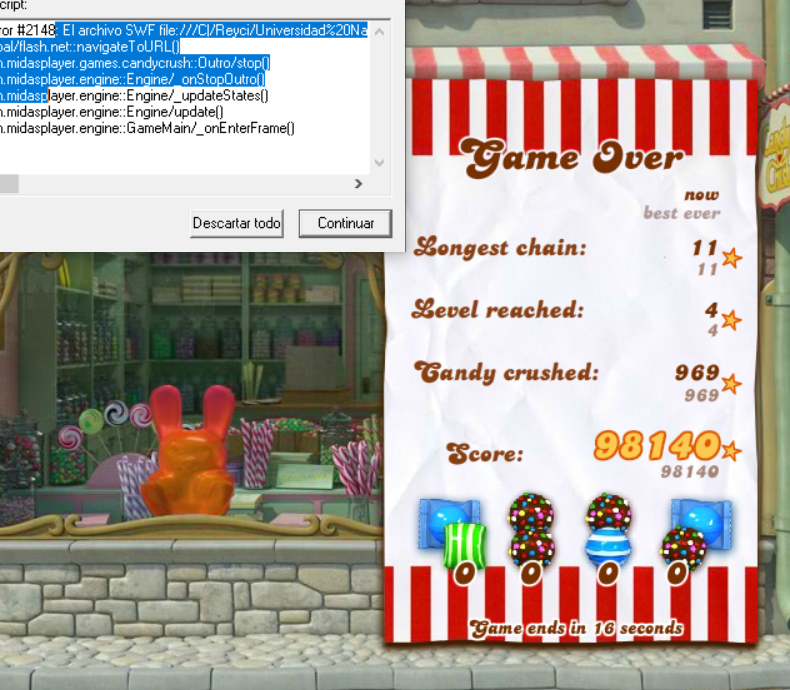 cript:
ror #2148: El archivo SWF file:///C|/Reyci/Universidad%20Na
bal/flash.net::navigateToURL()
n.midasplayer.games.candycrush::Outro/stop()
n.midasplayer.engine::Engine/_onStopOutro()
n.midasplayer.engine::Engine/_updateStates()
n.midasplayer.engine::Engine/update()
n.midasplayer.engine::GameMain/_onEnterFrame()
Descartar todo
Continuar
Game Over
now
best ever
Longest chain: 11
11
Level reached: 4
4
Candy crushed: 969
969
Score: 98140
98140
0 0 0 0
Game ends in 16 seconds
Candy
Crush